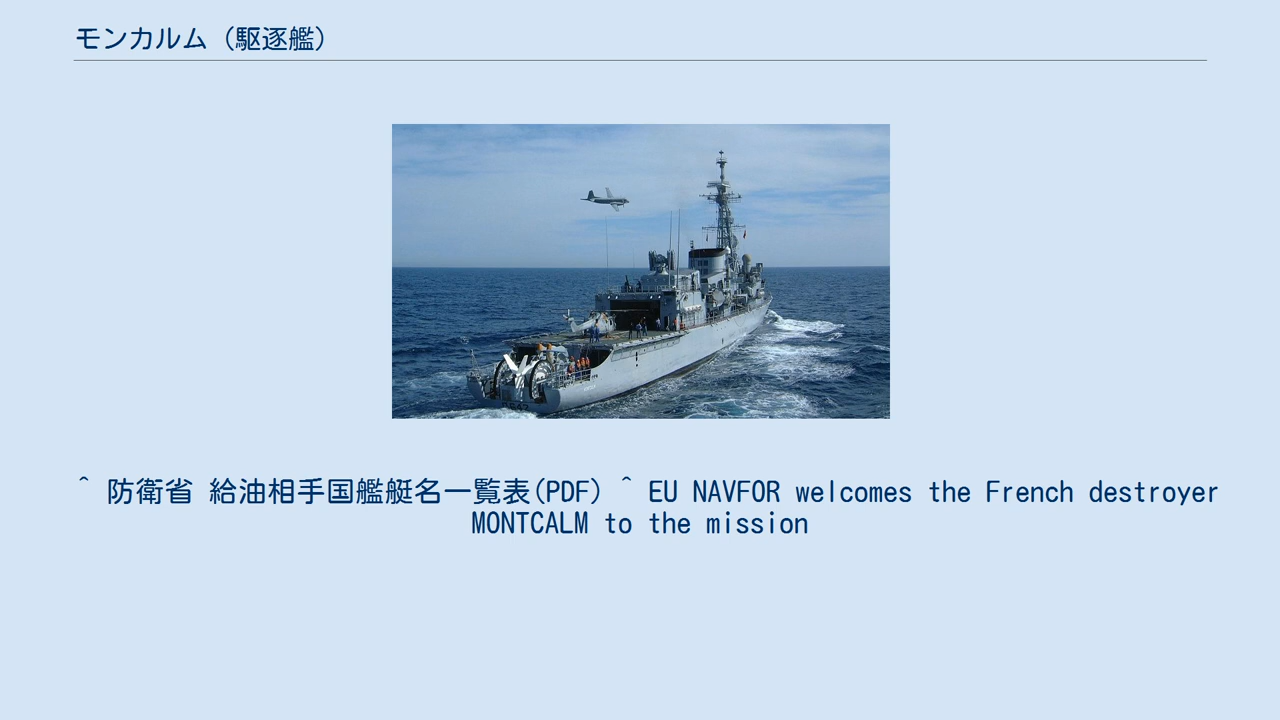 モンカルム（駆逐艦）
^ 防衛省 給油相手国艦艇名一覧表(PDF) ^ EU NAVFOR welcomes the French destroyer
MONTCALM to the mission